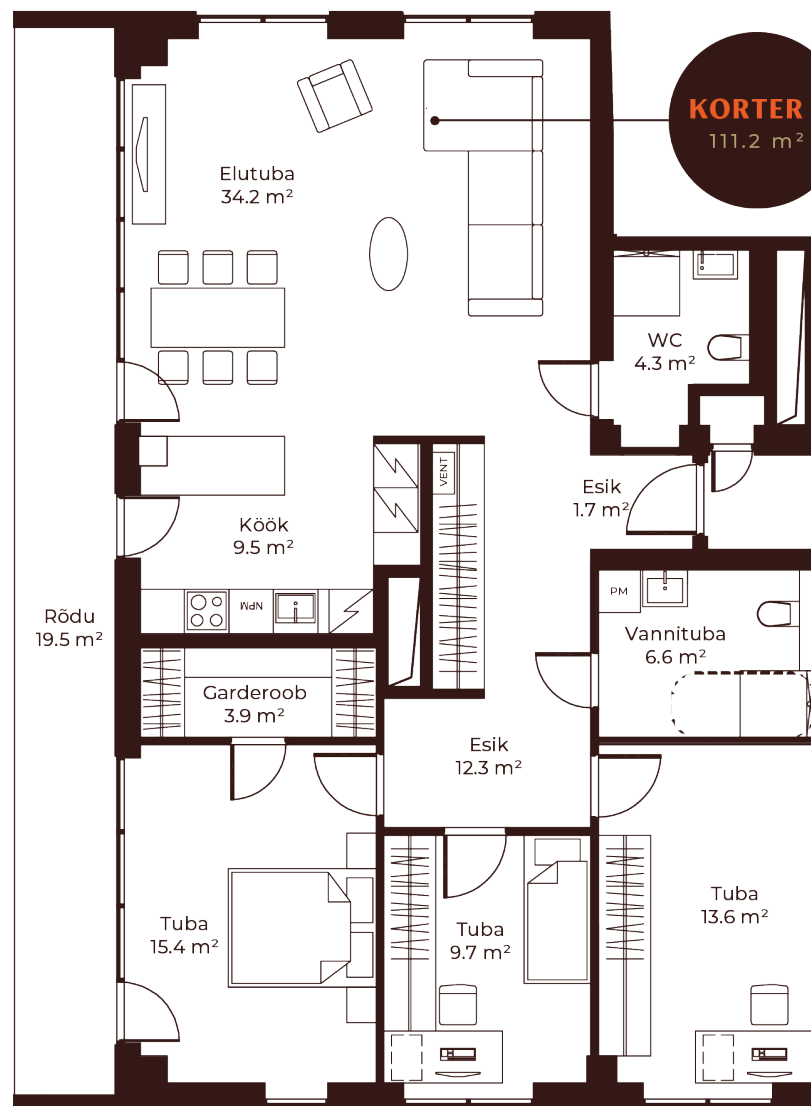 KORTER
111.2 m²
Elutuba
34.2 m²
WC
4.3 m²
VENT
Esik
1.7 m²
Köök
9.5 m²
NPM
PM
Rõdu
19.5 m²
Vannituba
6.6 m²
Garderoob
3.9 m²
Esik
12.3 m²
Tuba
15.4 m²
Tuba
9.7 m²
Tuba
13.6 m²